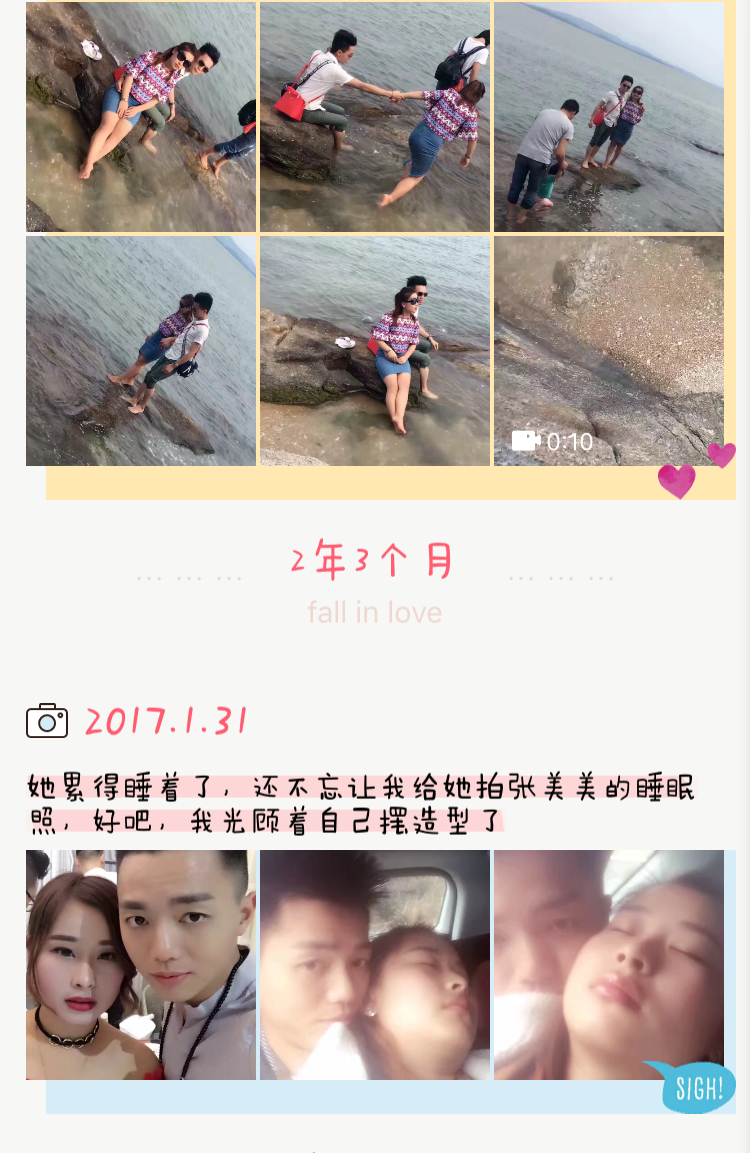 0:10
... ... ... 2年3个月 ... ... ...
fall in love
2017.1.31
她累得睡着了，还不忘让我给她拍张美美的睡眠
照，好吧，我光顾着自己摆造型了
SIGH!